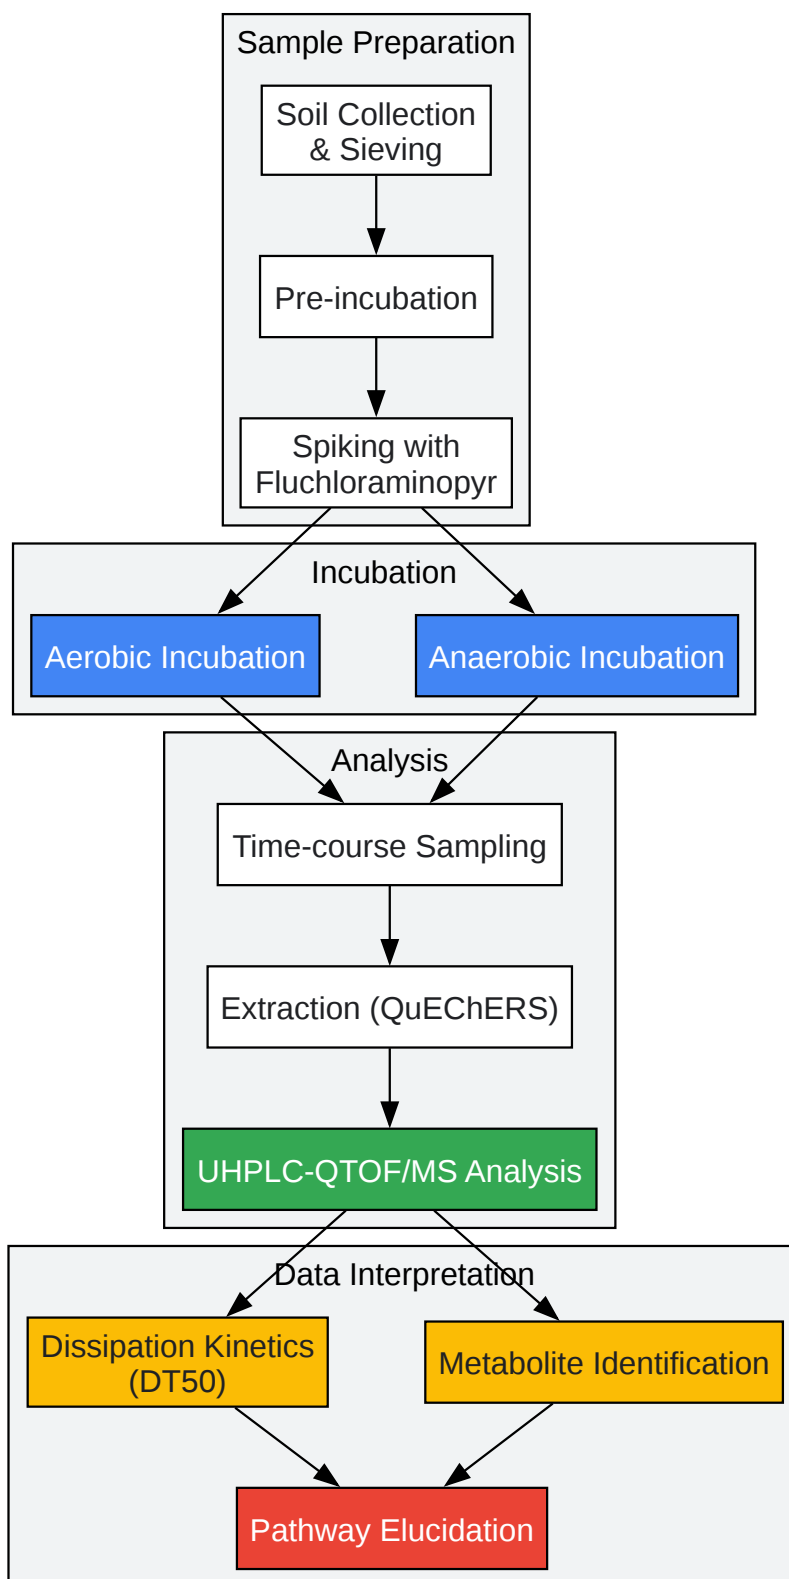 Sample Preparation
Soil Collection
& Sieving
Pre-incubation
Spiking with
Fluchloraminopyr
Incubation
Aerobic Incubation
Anaerobic Incubation
Analysis
Time-course Sampling
Extraction (QuEChERS)
UHPLC-QTOF/MS Analysis
Data Interpretation
Dissipation Kinetics
(DT50)
Metabolite Identification
Pathway Elucidation